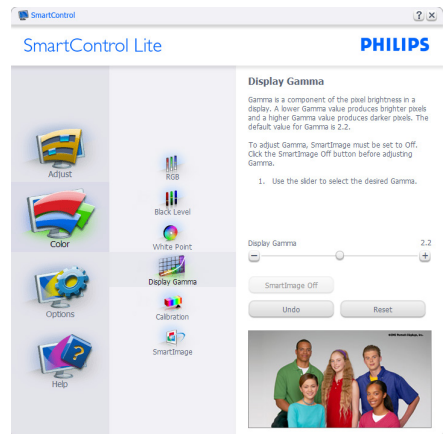 SmartControl
?
×
SmartControl Lite
PHILIPS
Adjust
Color
Options
Help
RGB
Black Level
White Point
Display Gamma
Calibration
SmartImage
Display Gamma
Gamma is a component of the pixel brightness in a
display. A lower Gamma value produces brighter pixels
and a higher Gamma value produces darker pixels. The
default value for Gamma is 2.2.
To adjust Gamma, SmartImage must be set to Off.
Click the SmartImage Off button before adjusting
Gamma.
1. Use the slider to select the desired Gamma.
Display Gamma 2.2
SmartImage Off
Undo Reset